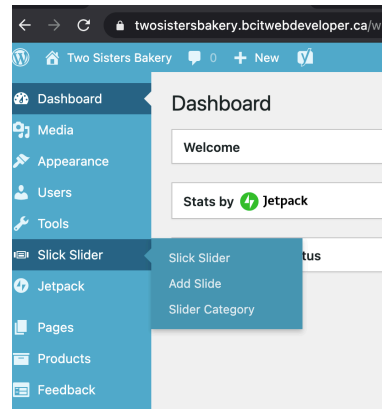 twosistersbakery.bcitwebdeveloper.ca/w
Two Sisters Bakery 0 + New
Dashboard
Media
Appearance
Users
Tools
Slick Slider
Jetpack
Pages
Products
Feedback
Dashboard
Welcome
Stats by Jetpack
tus
Slick Slider
Add Slide
Slider Category